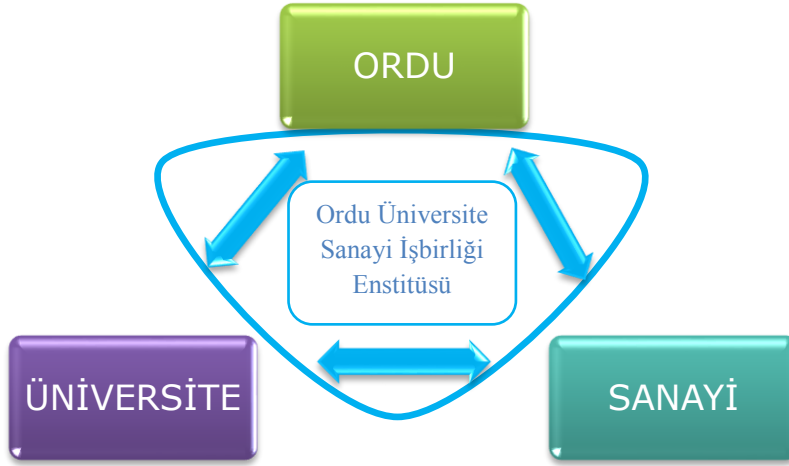 ORDU
Ordu Üniversite
Sanayi İşbirliği
Enstitüsü
ÜNİVERSİTE
SANAYİ